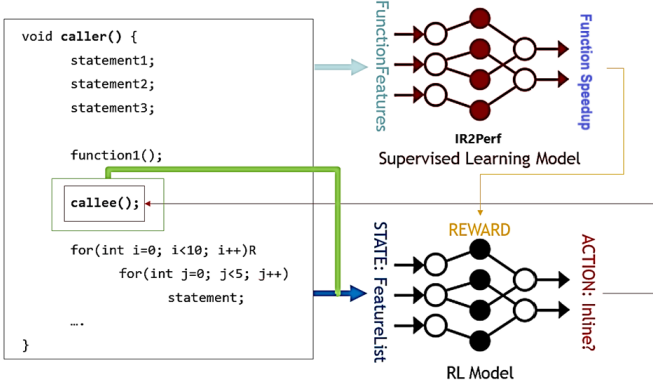 void caller() {
statement1;
statement2;
statement3;
function1();
callee();
for(int i=0; i<10; i++)R
for(int j=0; j<5; j++)
statement;
….
}
FunctionFeatures
Function Speedup
IR2Perf
Supervised Learning Model
REWARD
STATE: FeatureList
ACTION: Inline?
RL Model